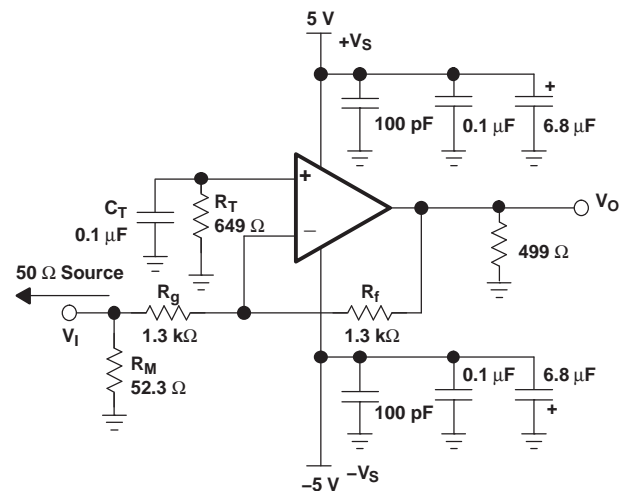 5 V
+VS
+
100 pF
0.1 µF
6.8 µF
+
CT
0.1 µF
RT
649 Ω
−
VO
499 Ω
50 Ω Source
VI
Rg
1.3 kΩ
Rf
1.3 kΩ
RM
52.3 Ω
0.1 µF
6.8 µF
100 pF
+
−5 V
−VS